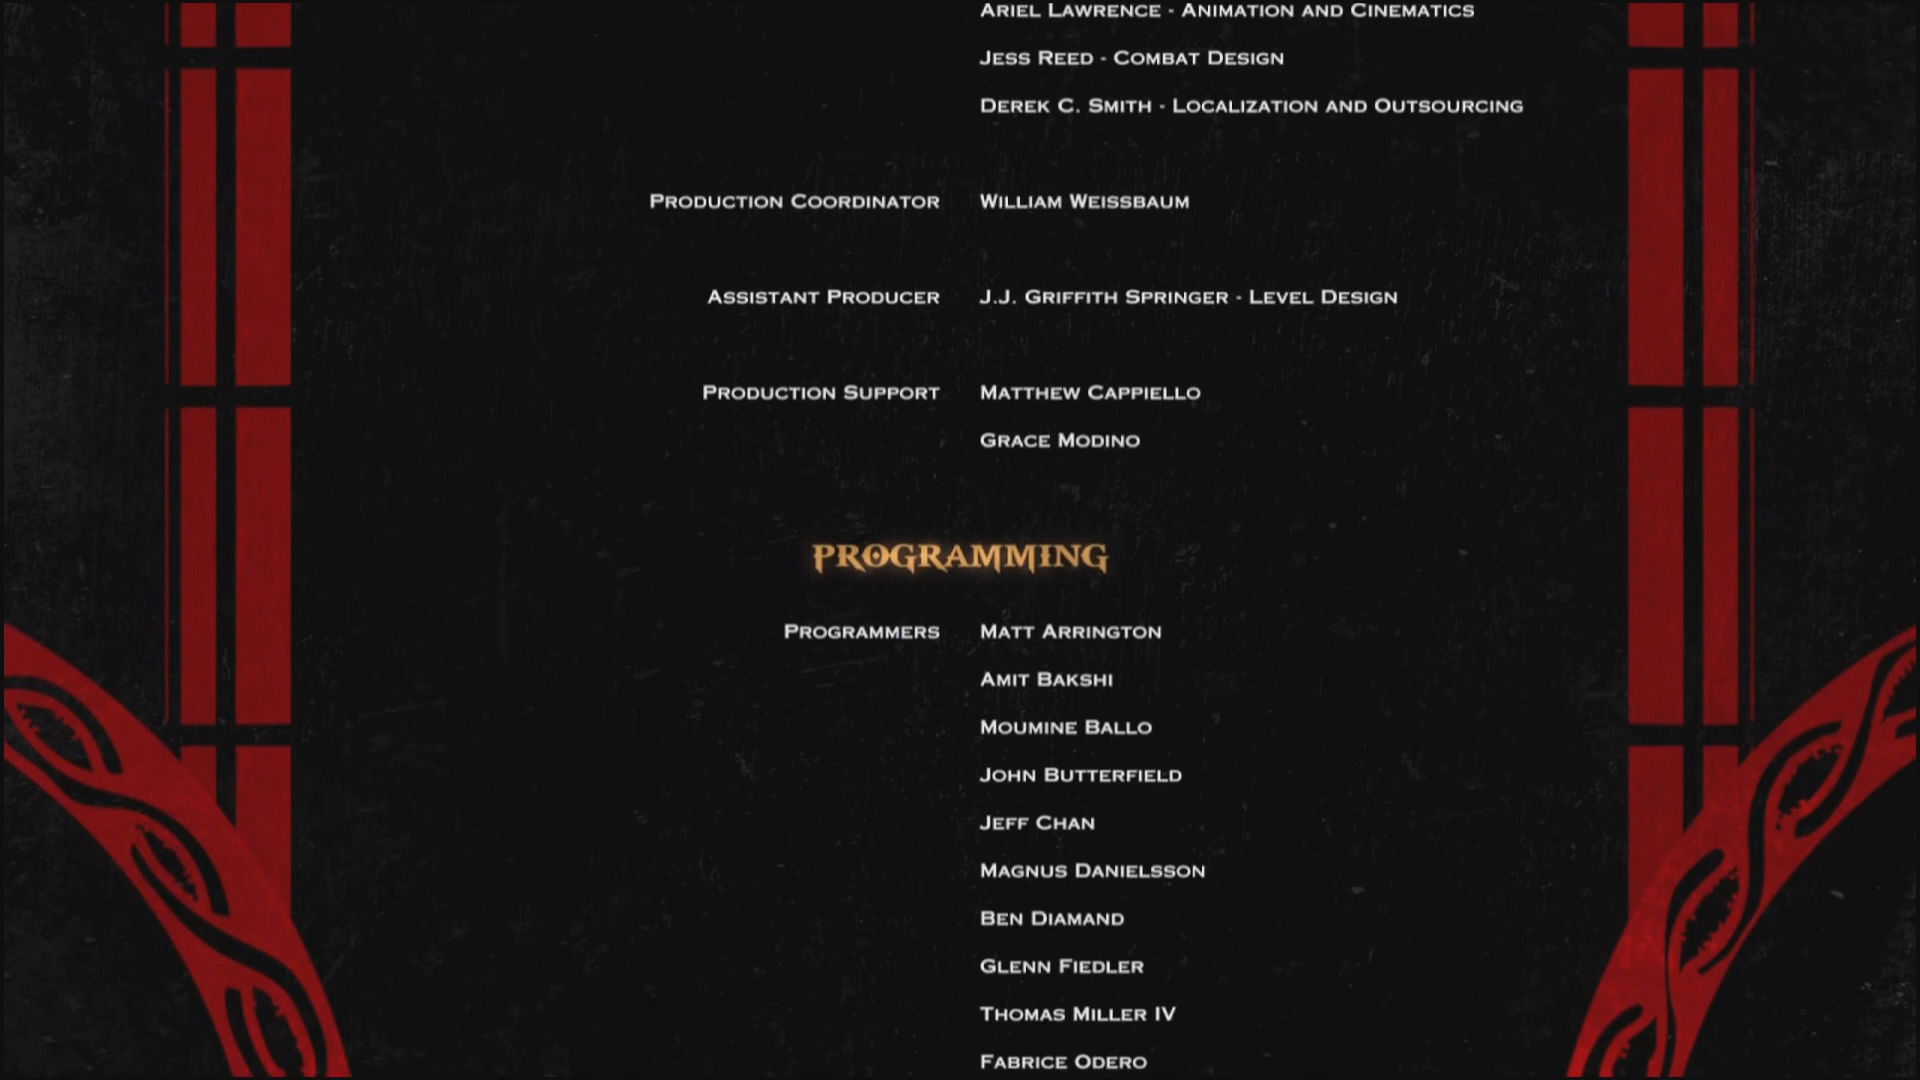 Ariel Lawrence - Animation and Cinematics
Jess Reed - Combat Design
Derek C. Smith - Localization and Outsourcing
Production Coordinator William Weissbaum
Assistant Producer J.J. Griffith Springer - Level Design
Production Support Matthew Cappiello
Grace Modino
PROGRAMMING
Programmers Matt Arrington
Amit Bakshi
Moumine Ballo
John Butterfield
Jeff Chan
Magnus Danielsson
Ben Diamand
Glenn Fiedler
Thomas Miller IV
Fabrice Odero